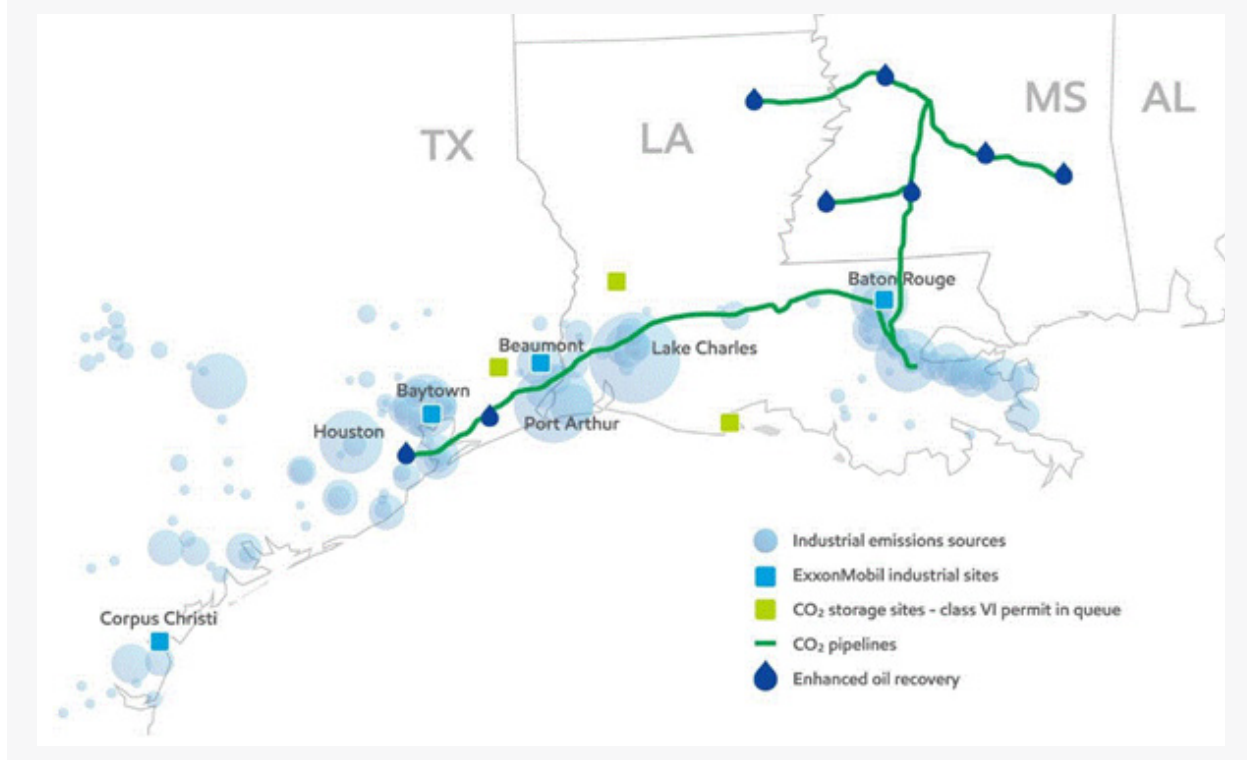 MS
AL
TX
LA
Baton Rouge
Beaumont
Lake Charles
Baytown
Port Arthur
Houston
Industrial emissions sources
ExxonMobil industrial sites
CO₂ storage sites - class VI permit in queue
CO₂ pipelines
Enhanced oil recovery
Corpus Christi